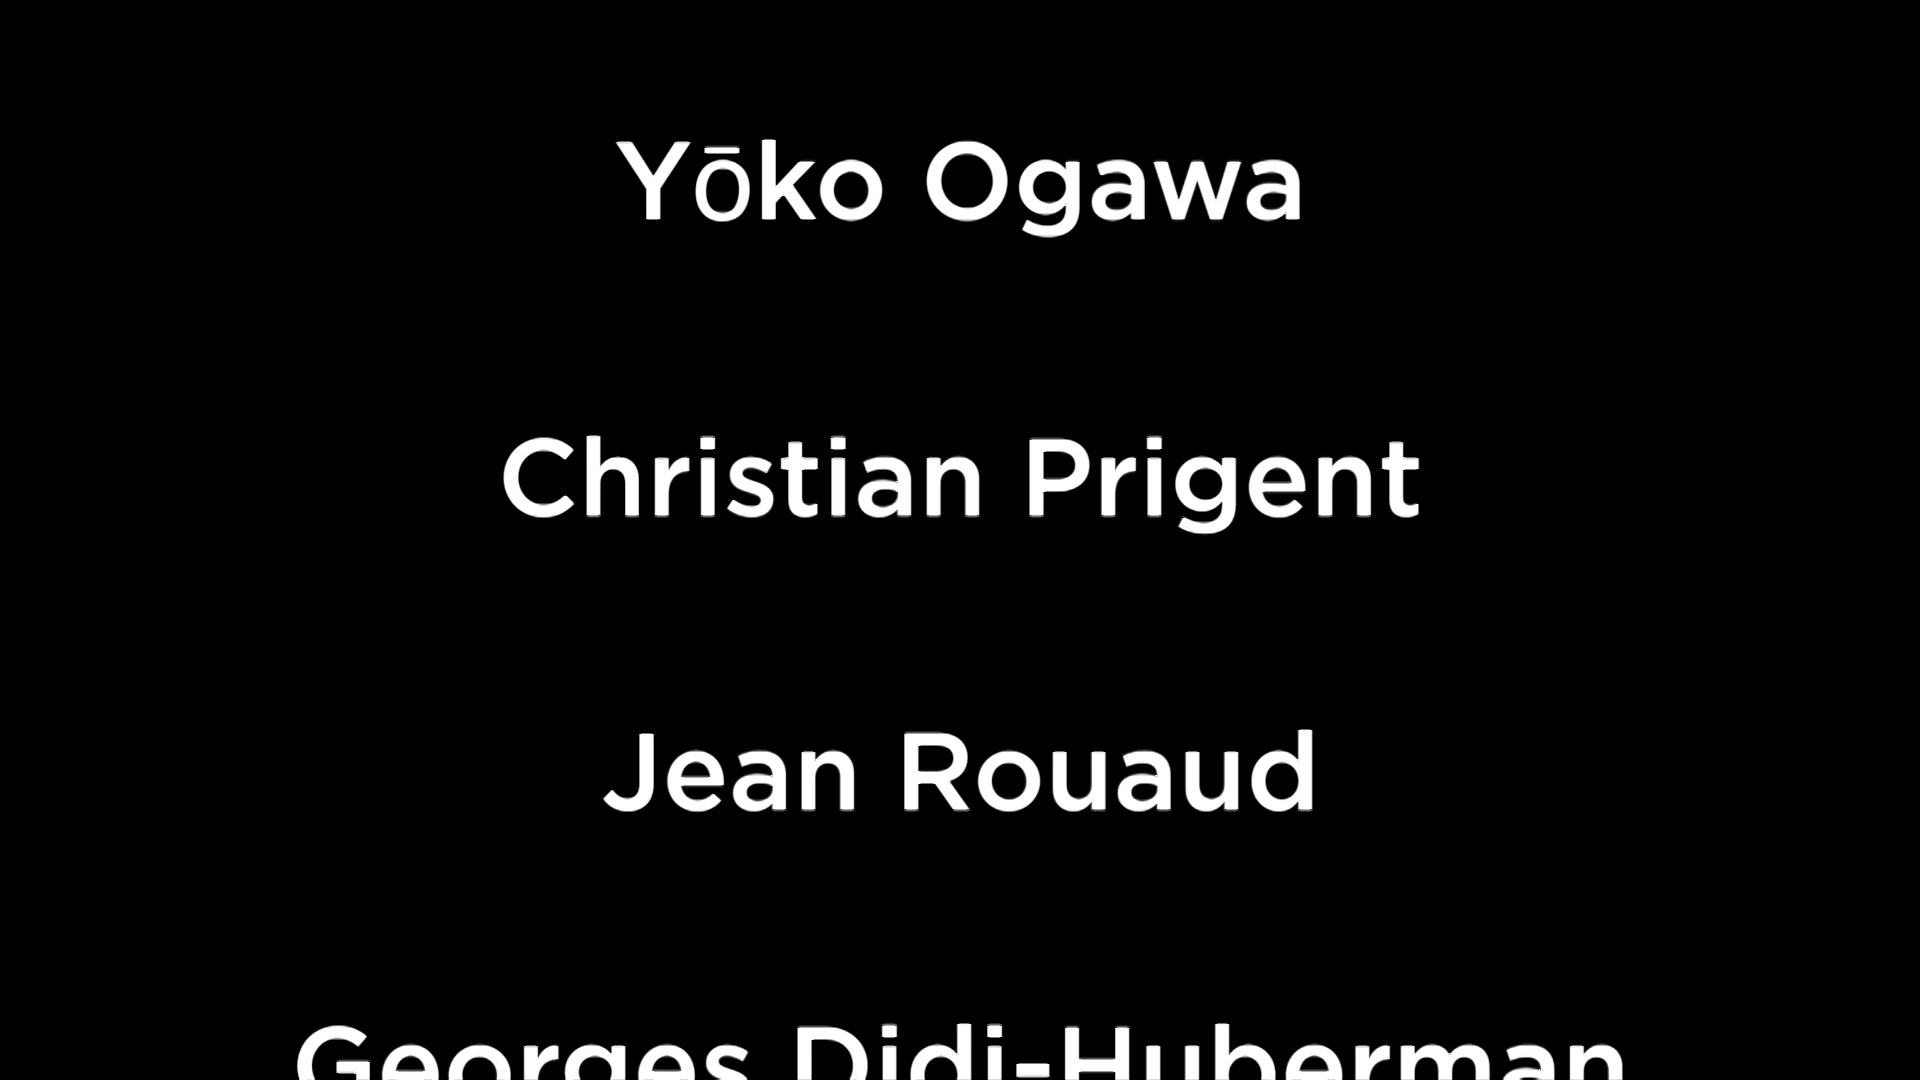 Yōko Ogawa
Christian Prigent
Jean Rouaud
Georges Didi-Huberman